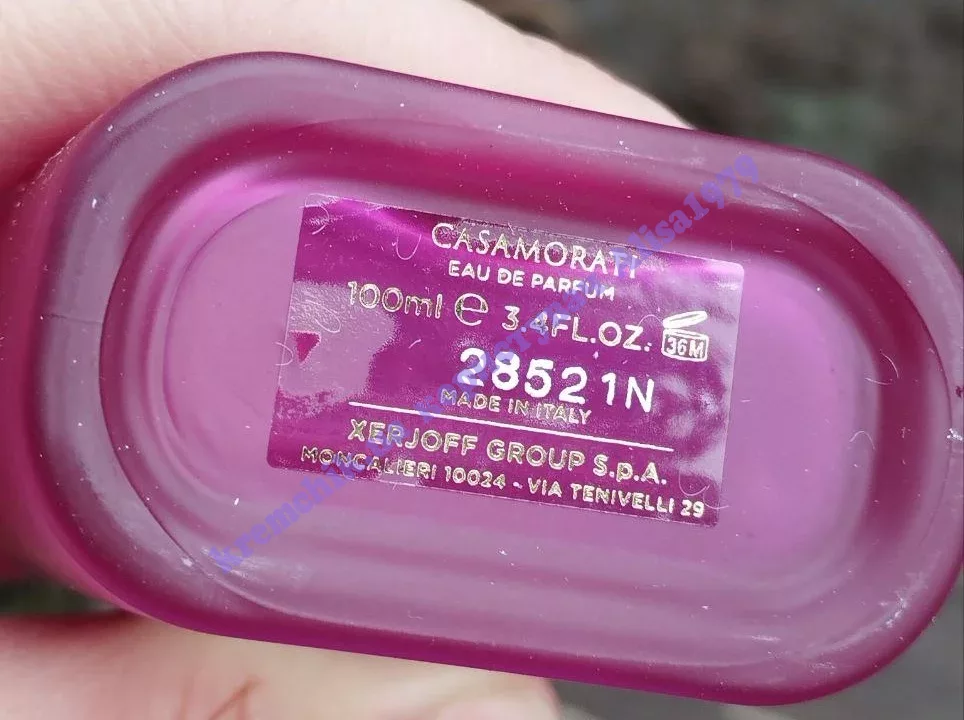 CASAMORATI
EAU DE PARFUM
100ml ℮ 3.4FL.OZ.
36M
28521N
MADE IN ITALY
XERJOFF GROUP S.p.A.
MONCALIERI 10024 - VIA TENIVELLI 29